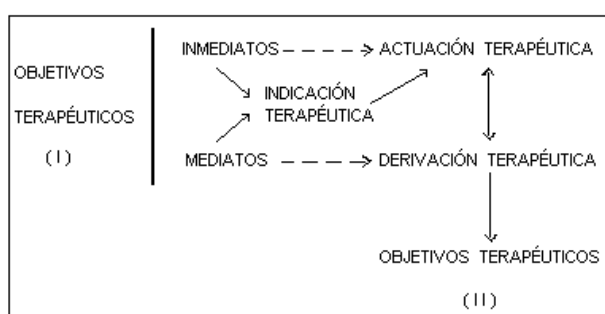 INMEDIATOS ACTUACIÓN TERAPÉUTICA
OBJETIVOS
INDICACIÓN
TERAPÉUTICOS
TERAPÉUTICA
(I)
MEDIATOS DERIVACIÓN TERAPÉUTICA
OBJETIVOS TERAPÉUTICOS
(II)